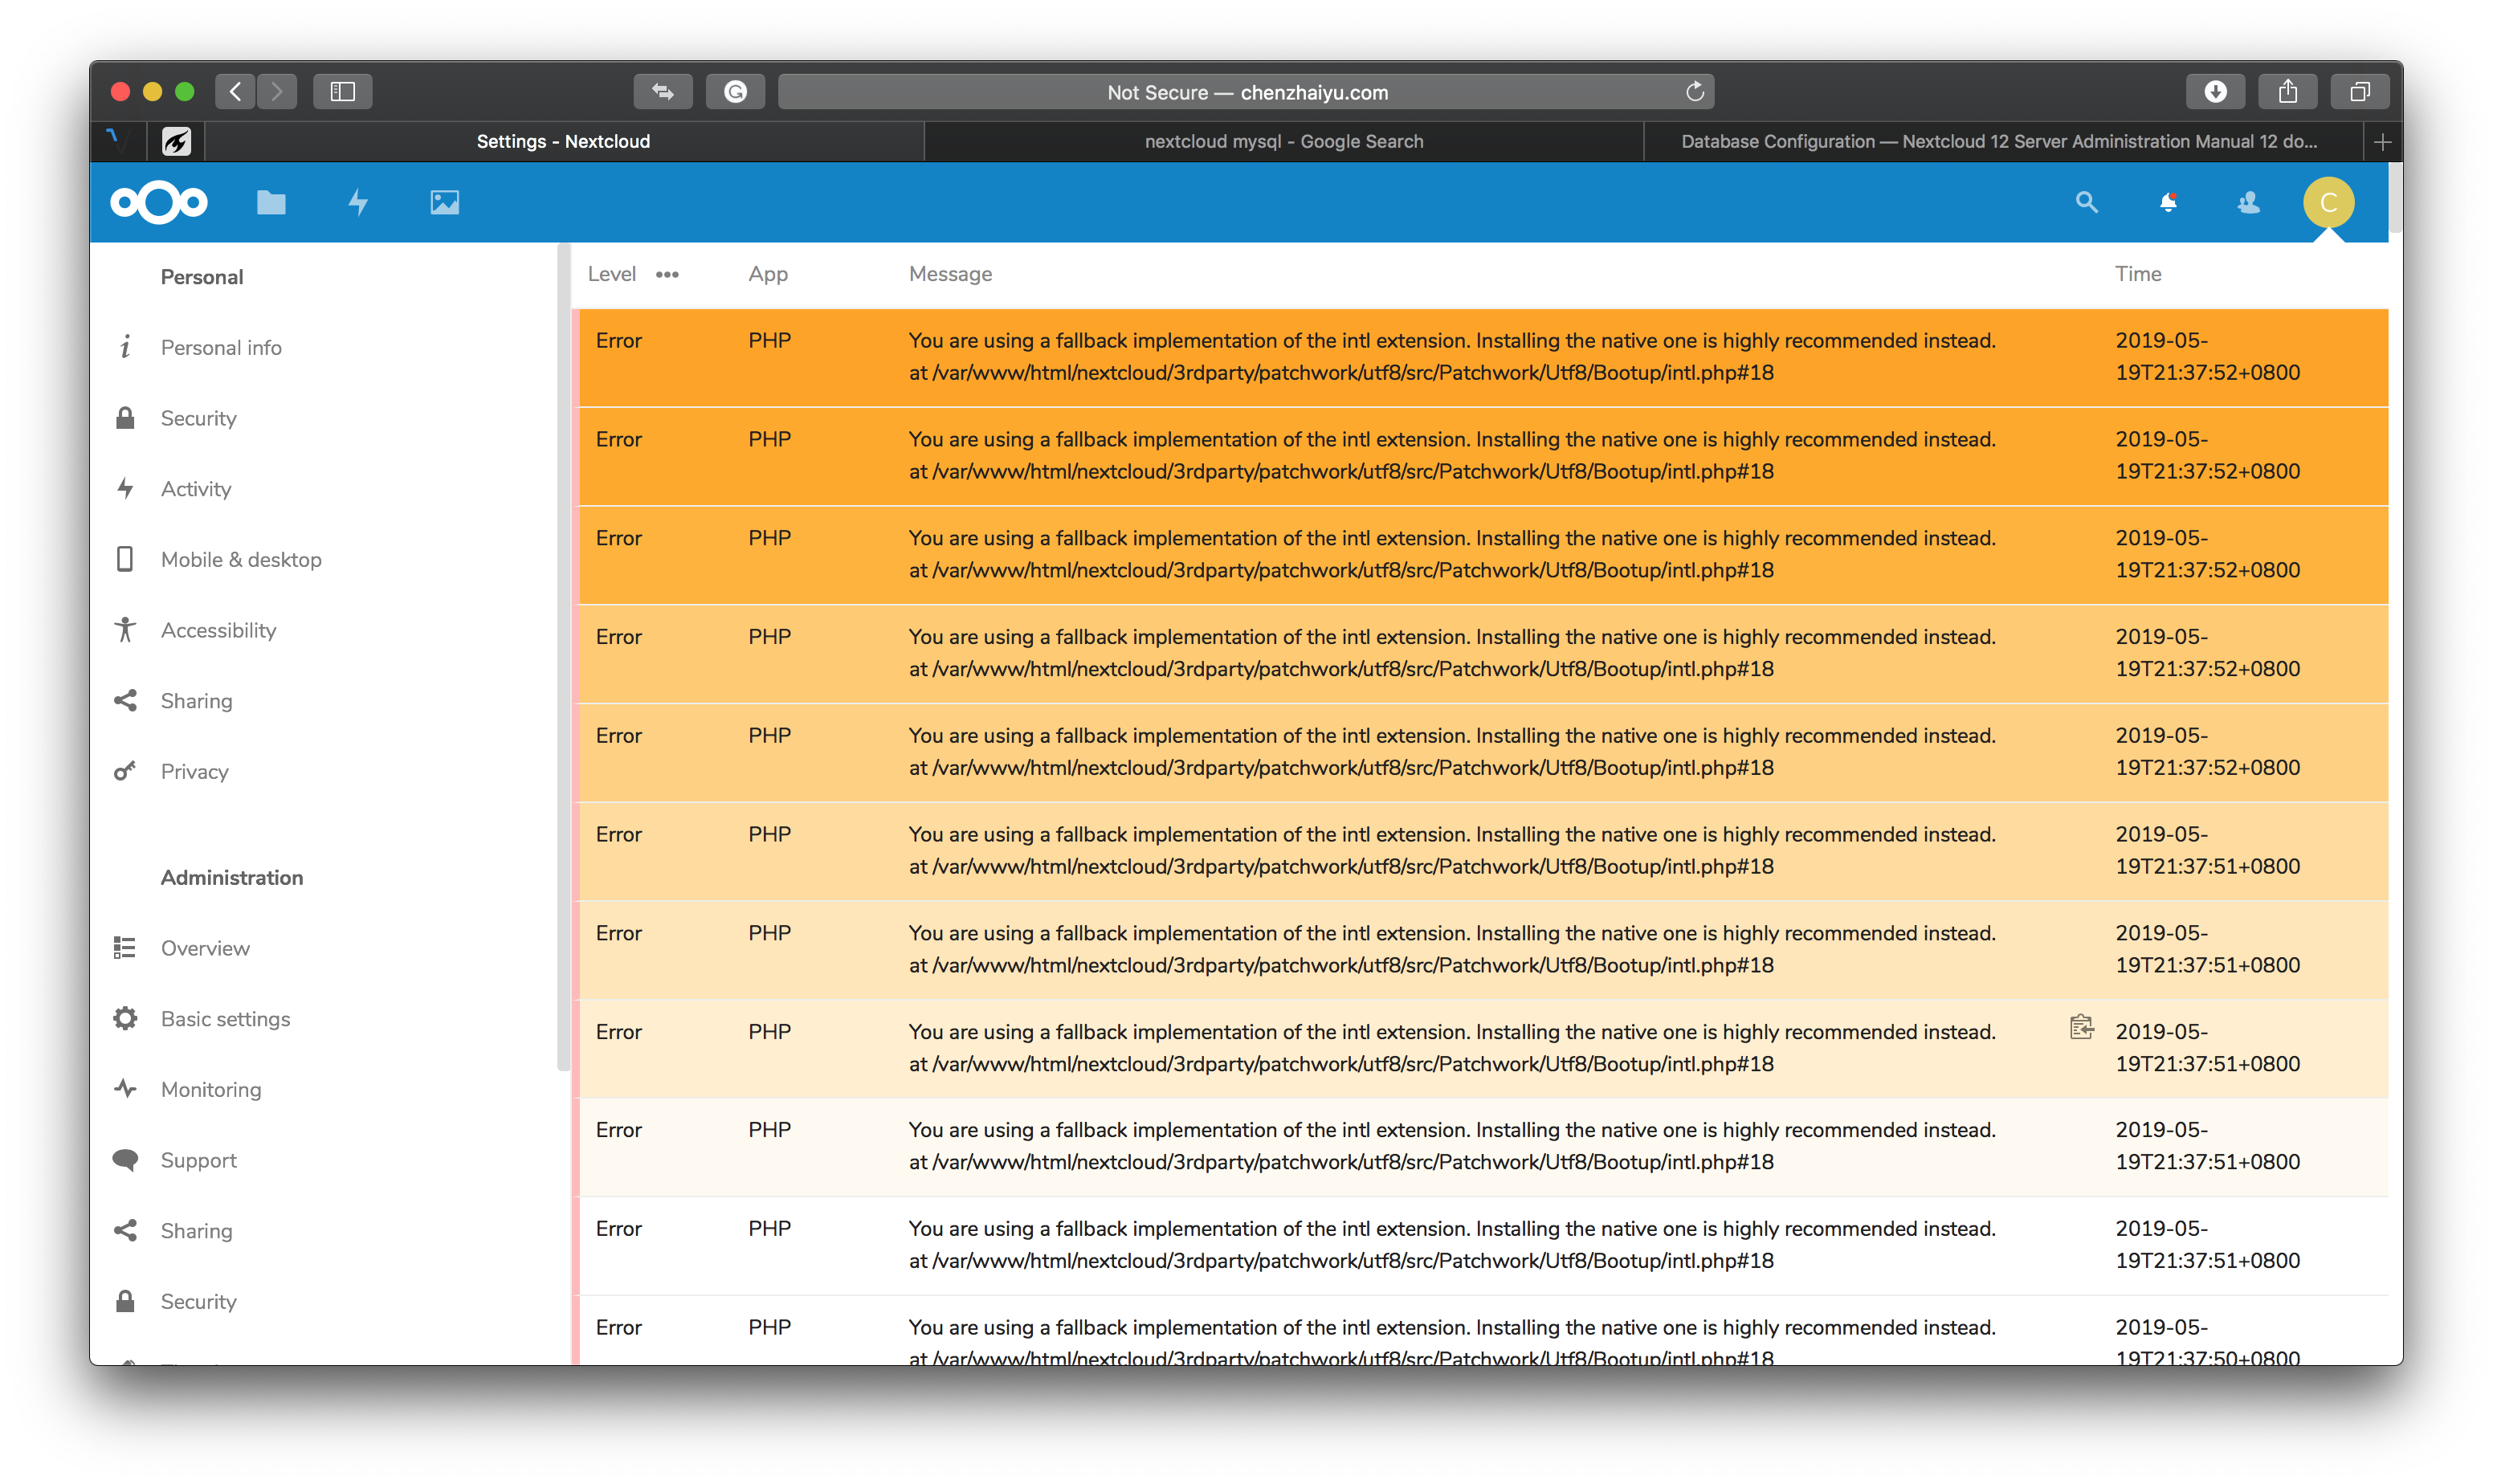 Not Secure — chenzhaiyu.com
Settings - Nextcloud
nextcloud mysql - Google Search
Database Configuration — Nextcloud 12 Server Administration Manual 12 do...
C
Personal
Personal info
Security
Activity
Mobile & desktop
Accessibility
Sharing
Privacy
Administration
Overview
Basic settings
Monitoring
Support
Sharing
Security
Level ••• App Message Time
Error PHP You are using a fallback implementation of the intl extension. Installing the native one is highly recommended instead. 2019-05-
at /var/www/html/nextcloud/3rdparty/patchwork/utf8/src/Patchwork/Utf8/Bootup/intl.php#18 19T21:37:52+0800
Error PHP You are using a fallback implementation of the intl extension. Installing the native one is highly recommended instead. 2019-05-
at /var/www/html/nextcloud/3rdparty/patchwork/utf8/src/Patchwork/Utf8/Bootup/intl.php#18 19T21:37:52+0800
Error PHP You are using a fallback implementation of the intl extension. Installing the native one is highly recommended instead. 2019-05-
at /var/www/html/nextcloud/3rdparty/patchwork/utf8/src/Patchwork/Utf8/Bootup/intl.php#18 19T21:37:52+0800
Error PHP You are using a fallback implementation of the intl extension. Installing the native one is highly recommended instead. 2019-05-
at /var/www/html/nextcloud/3rdparty/patchwork/utf8/src/Patchwork/Utf8/Bootup/intl.php#18 19T21:37:52+0800
Error PHP You are using a fallback implementation of the intl extension. Installing the native one is highly recommended instead. 2019-05-
at /var/www/html/nextcloud/3rdparty/patchwork/utf8/src/Patchwork/Utf8/Bootup/intl.php#18 19T21:37:52+0800
Error PHP You are using a fallback implementation of the intl extension. Installing the native one is highly recommended instead. 2019-05-
at /var/www/html/nextcloud/3rdparty/patchwork/utf8/src/Patchwork/Utf8/Bootup/intl.php#18 19T21:37:51+0800
Error PHP You are using a fallback implementation of the intl extension. Installing the native one is highly recommended instead. 2019-05-
at /var/www/html/nextcloud/3rdparty/patchwork/utf8/src/Patchwork/Utf8/Bootup/intl.php#18 19T21:37:51+0800
Error PHP You are using a fallback implementation of the intl extension. Installing the native one is highly recommended instead. 2019-05-
at /var/www/html/nextcloud/3rdparty/patchwork/utf8/src/Patchwork/Utf8/Bootup/intl.php#18 19T21:37:51+0800
Error PHP You are using a fallback implementation of the intl extension. Installing the native one is highly recommended instead. 2019-05-
at /var/www/html/nextcloud/3rdparty/patchwork/utf8/src/Patchwork/Utf8/Bootup/intl.php#18 19T21:37:51+0800
Error PHP You are using a fallback implementation of the intl extension. Installing the native one is highly recommended instead. 2019-05-
at /var/www/html/nextcloud/3rdparty/patchwork/utf8/src/Patchwork/Utf8/Bootup/intl.php#18 19T21:37:51+0800
Error PHP You are using a fallback implementation of the intl extension. Installing the native one is highly recommended instead. 2019-05-
at /var/www/html/nextcloud/3rdparty/patchwork/utf8/src/Patchwork/Utf8/Bootup/intl.php#18 19T21:37:50+0800